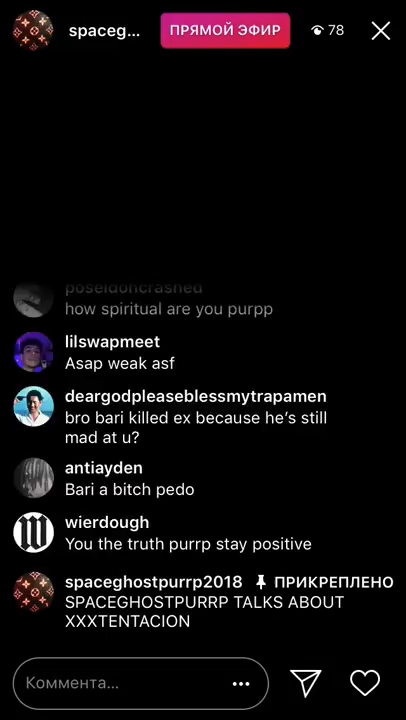 spaceg...
ПРЯМОЙ ЭФИР
78
poseidoncrashed
how spiritual are you purpp
lilswapmeet
Asap weak asf
deargodpleaseblessmytrapamen
bro bari killed ex because he’s still
mad at u?
antiayden
Bari a bitch pedo
wierdough
You the truth purrp stay positive
spaceghostpurrp2018 ПРИКРЕПЛЕНО
SPACEGHOSTPURRP TALKS ABOUT
XXXTENTACION
Коммента...